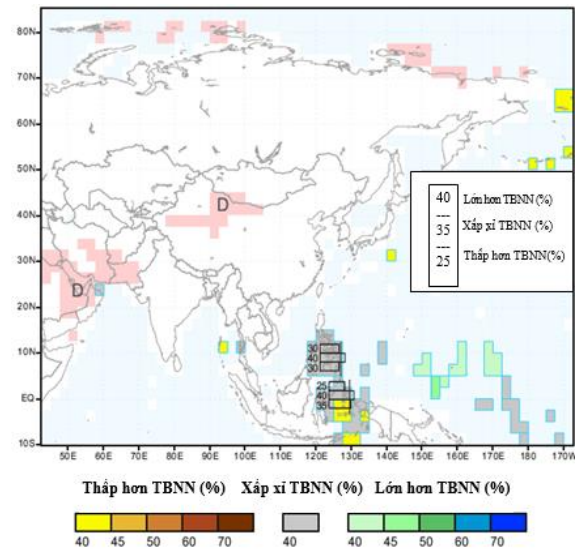 80N
70N
60N
50N
40N
30N
20N
10N
EQ
10S
D
D
40
---
35
---
25
Lớn hơn TBNN (%)
Xấp xỉ TBNN (%)
Thấp hơn TBNN(%)
30
40
30
25
40
35
50E 60E 70E 80E 90E 100E 110E 120E 130E 140E 150E 160E 170E 180 170W
Thấp hơn TBNN (%) Xấp xỉ TBNN (%) Lớn hơn TBNN (%)
40 45 50 60 70 40 40 45 50 60 70